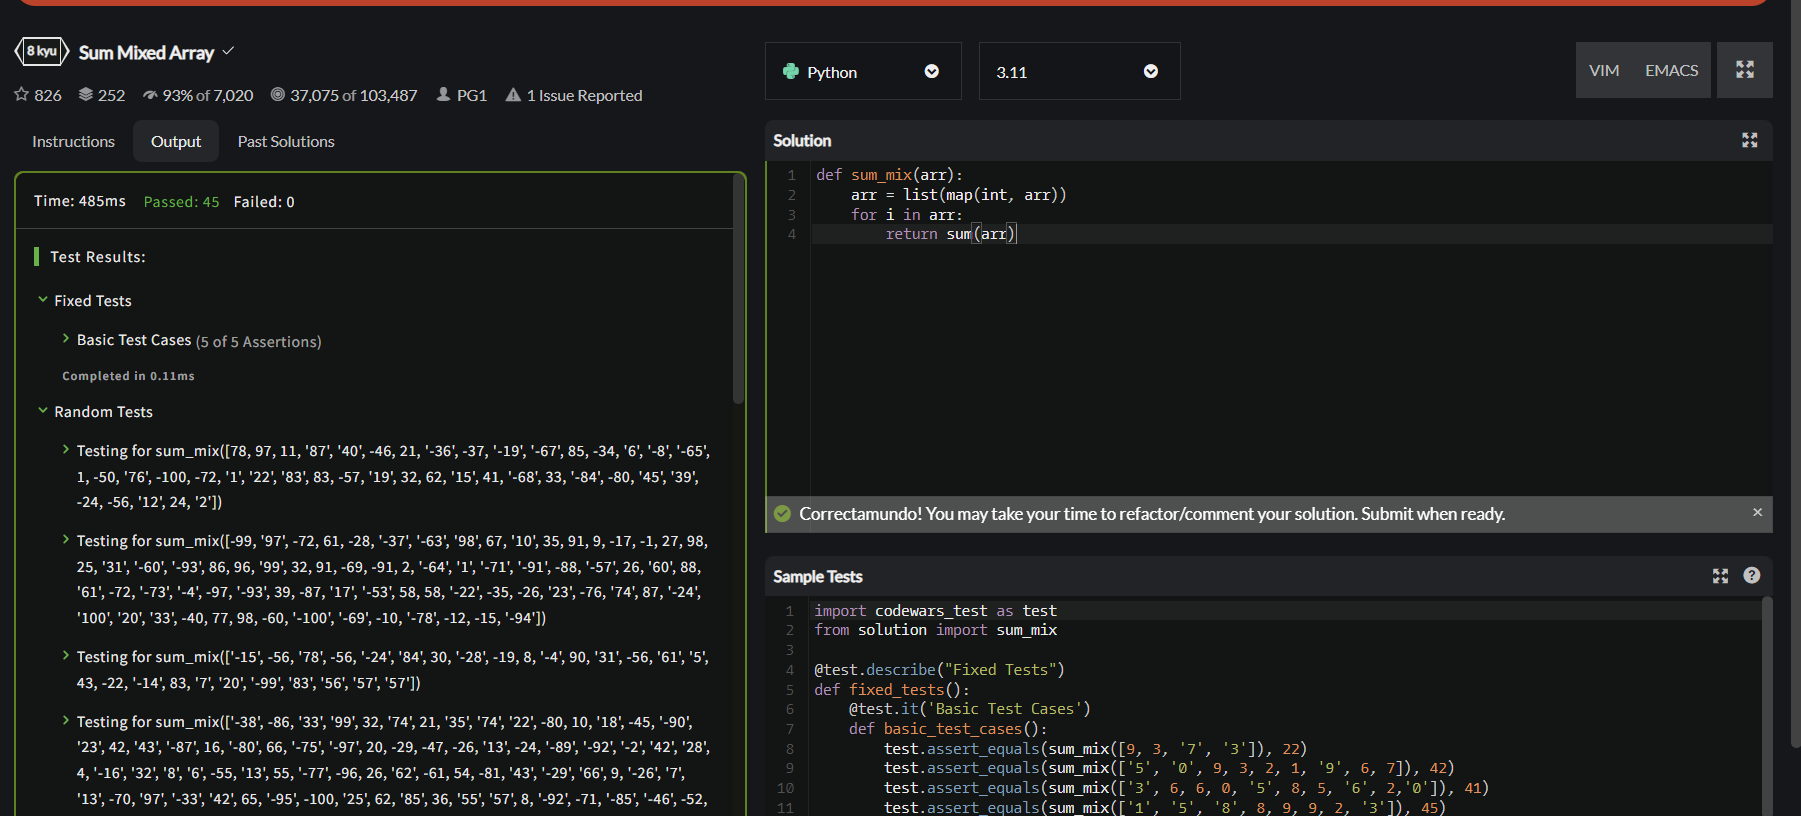 8 kyu Sum Mixed Array
826 252 93% of 7,020 37,075 of 103,487 PG1 1 Issue Reported
Instructions Output Past Solutions
Time: 485ms Passed: 45 Failed: 0
Test Results:
Fixed Tests
Basic Test Cases (5 of 5 Assertions)
Completed in 0.11ms
Random Tests
Testing for sum_mix([78, 97, 11, '87', '40', -46, 21, '-36', -37, '-19', '-67', 85, -34, '6', '-8', '-65',
1, -50, '76', -100, -72, '1', '22', '83', 83, -57, '19', 32, 62, '15', 41, '-68', 33, '-84', -80, '45', '39',
-24, -56, '12', 24, '2'])
Testing for sum_mix([-99, '97', -72, 61, -28, '-37', '-63', '98', 67, '10', 35, 91, 9, -17, -1, 27, 98,
25, '31', '-60', '-93', 86, 96, '99', 32, 91, -69, -91, 2, '-64', '1', '-71', '-91', -88, '-57', 26, '60', 88,
'61', -72, '-73', '-4', -97, '-93', 39, -87, '17', '-53', 58, 58, '-22', -35, -26, '23', -76, '74', 87, '-24',
'100', '20', '33', -40, 77, 98, -60, '-100', '-69', -10, '-78', -12, -15, '-94'])
Testing for sum_mix(['-15', -56, '78', -56, '-24', '84', 30, '-28', -19, 8, '-4', 90, '31', -56, '61', '5',
43, -22, '-14', 83, '7', '20', '-99', '83', '56', '57', '57'])
Testing for sum_mix(['-38', -86, '33', '99', 32, '74', 21, '35', '74', '22', -80, 10, '18', -45, '-90',
'23', 42, '43', '-87', 16, '-80', 66, '-75', '-97', 20, -29, -47, -26, '13', -24, '-89', '-92', '-2', '42', '28',
4, '-16', '32', '8', '6', -55, '13', 55, '-77', -96, 26, '62', -61, 54, -81, '43', '-29', '66', 9, '-26', '7',
'13', -70, '97', '-33', '42', 65, '-95', -100, '25', 62, '85', 36, '55', '57', 8, '-92', -71, '-85', '-46', -52,
Python 3.11 VIM EMACS
Solution
1 def sum_mix(arr):
2 arr = list(map(int, arr))
3 for i in arr:
4 return sum(arr)
Correctamundo! You may take your time to refactor/comment your solution. Submit when ready. ×
Sample Tests ?
1 import codewars_test as test
2 from solution import sum_mix
3
4 @test.describe("Fixed Tests")
5 def fixed_tests():
6 @test.it('Basic Test Cases')
7 def basic_test_cases():
8 test.assert_equals(sum_mix([9, 3, '7', '3']), 22)
9 test.assert_equals(sum_mix(['5', '0', 9, 3, 2, 1, '9', 6, 7]), 42)
10 test.assert_equals(sum_mix(['3', 6, 6, 0, '5', 8, 5, '6', 2,'0']), 41)
11 test.assert_equals(sum_mix(['1', '5', '8', 8, 9, 9, 2, '3']), 45)